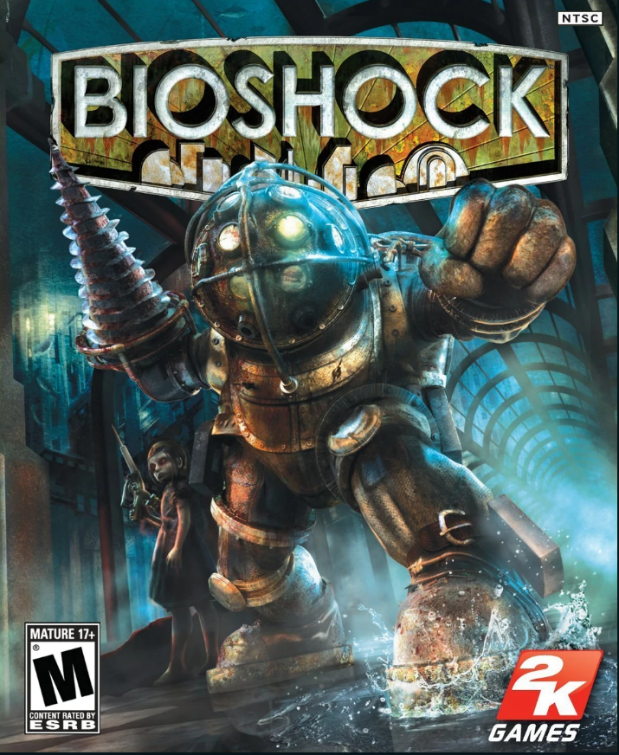 NTSC
BIOSHOCK
MATURE 17+
M
®
CONTENT RATED BY
ESRB
2K
GAMES